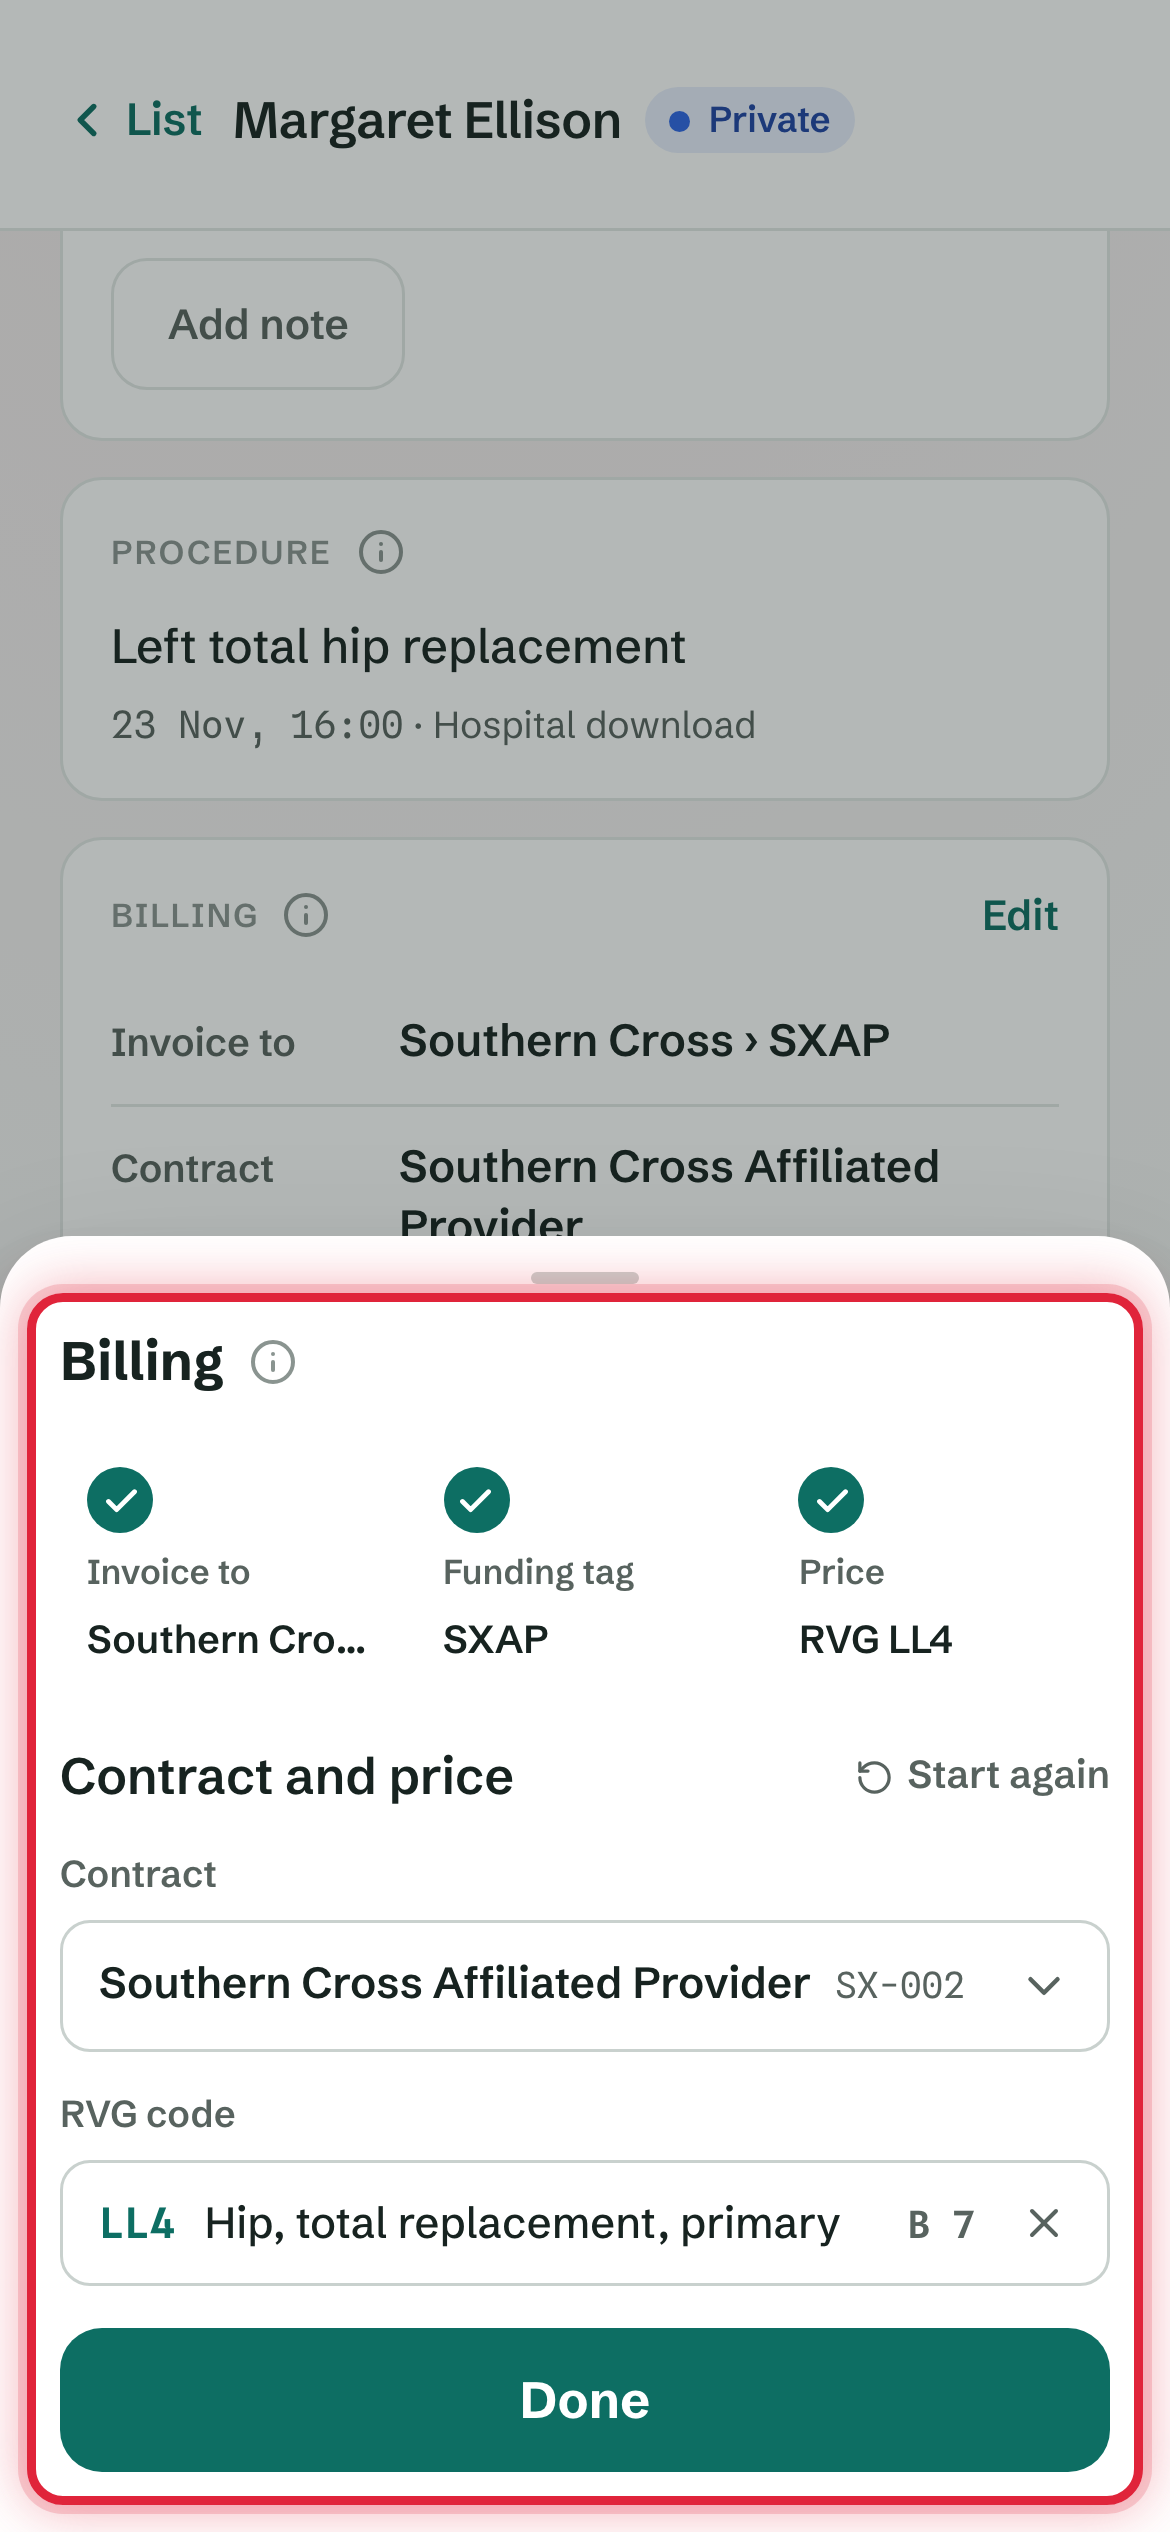 List Margaret Ellison Private
Add note
PROCEDURE
Left total hip replacement
23 Nov, 16:00 · Hospital download
BILLING Edit
Invoice to Southern Cross › SXAP
Contract Southern Cross Affiliated
Provider
Billing
Invoice to Funding tag Price
Southern Cro... SXAP RVG LL4
Contract and price Start again
Contract
Southern Cross Affiliated Provider SX-002
RVG code
LL4 Hip, total replacement, primary B 7
Done